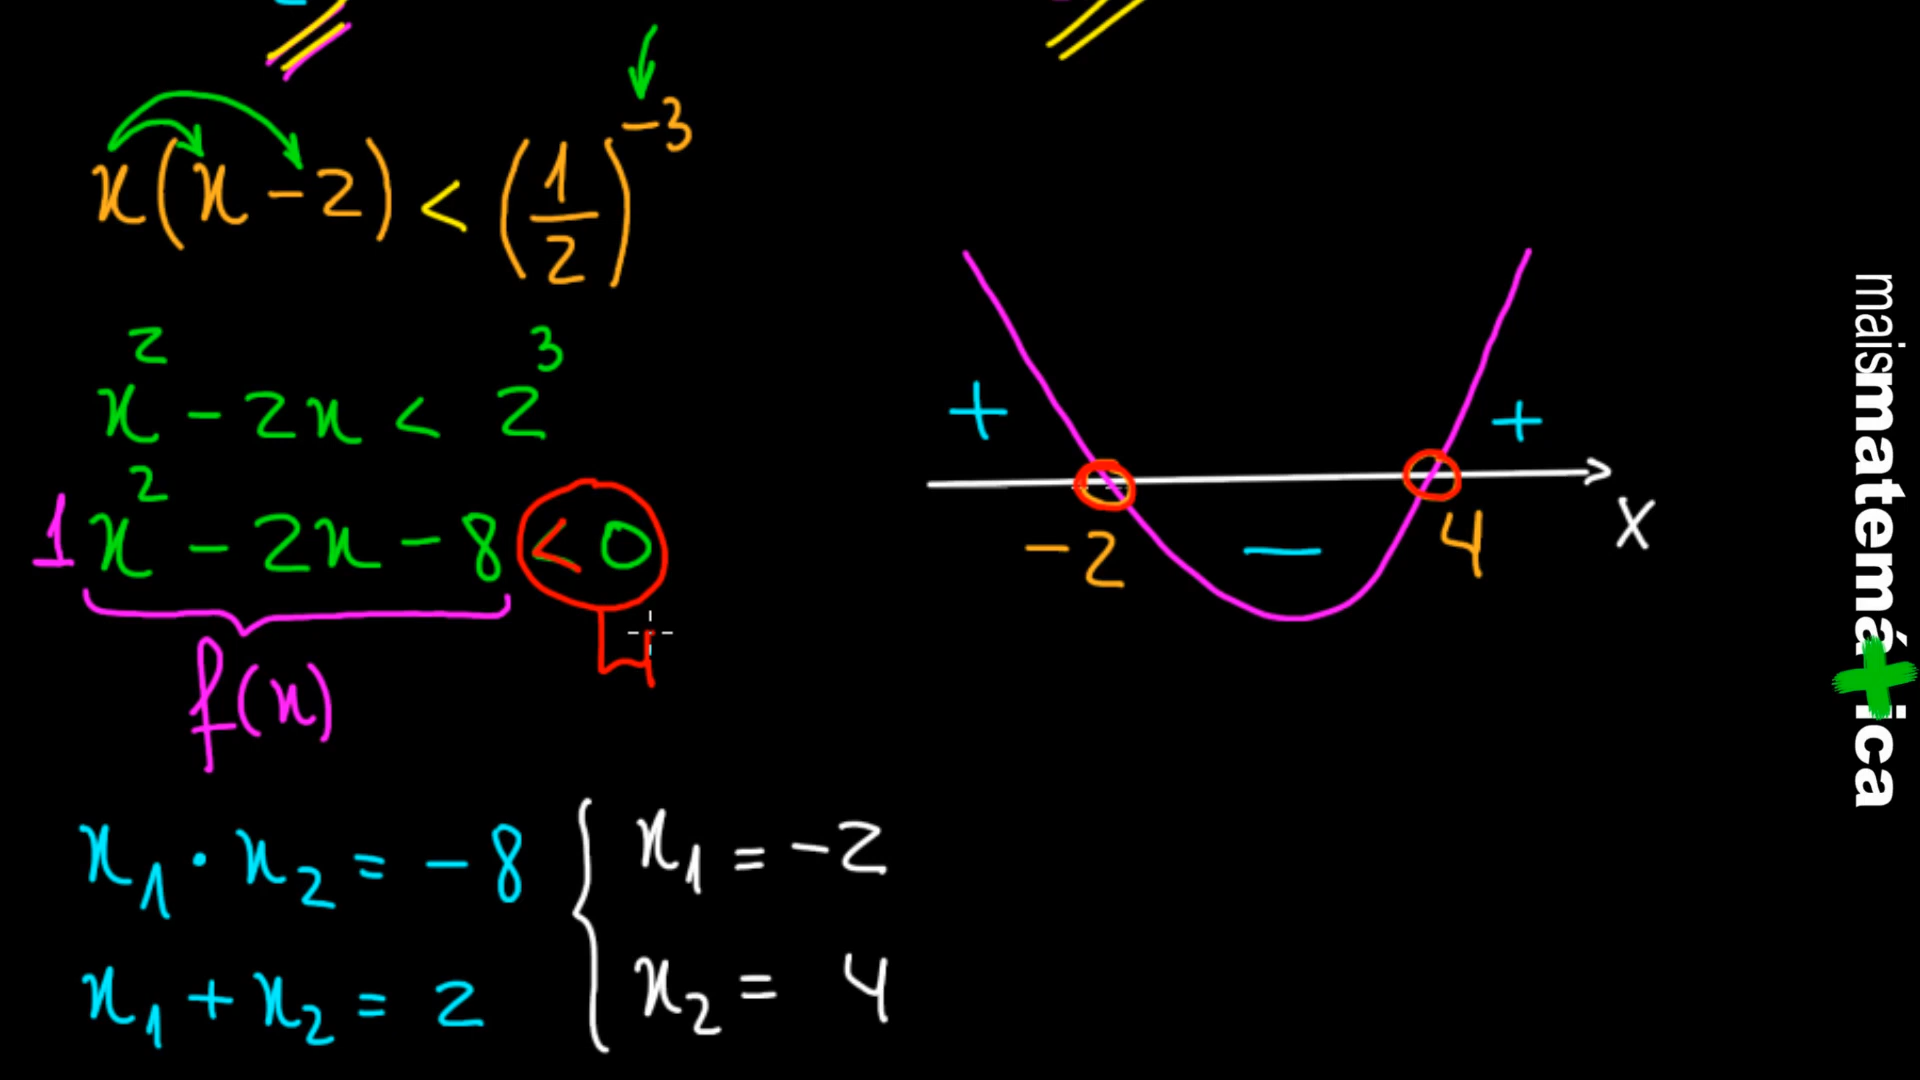 x(x-2) < (1/2)^-3
x² - 2x < 2³
1x² - 2x - 8 < 0
f(x)
x₁ · x₂ = -8
x₁ + x₂ = 2
{ x₁ = -2
x₂ = 4
+ +
-2 - 4 X
maismatemática